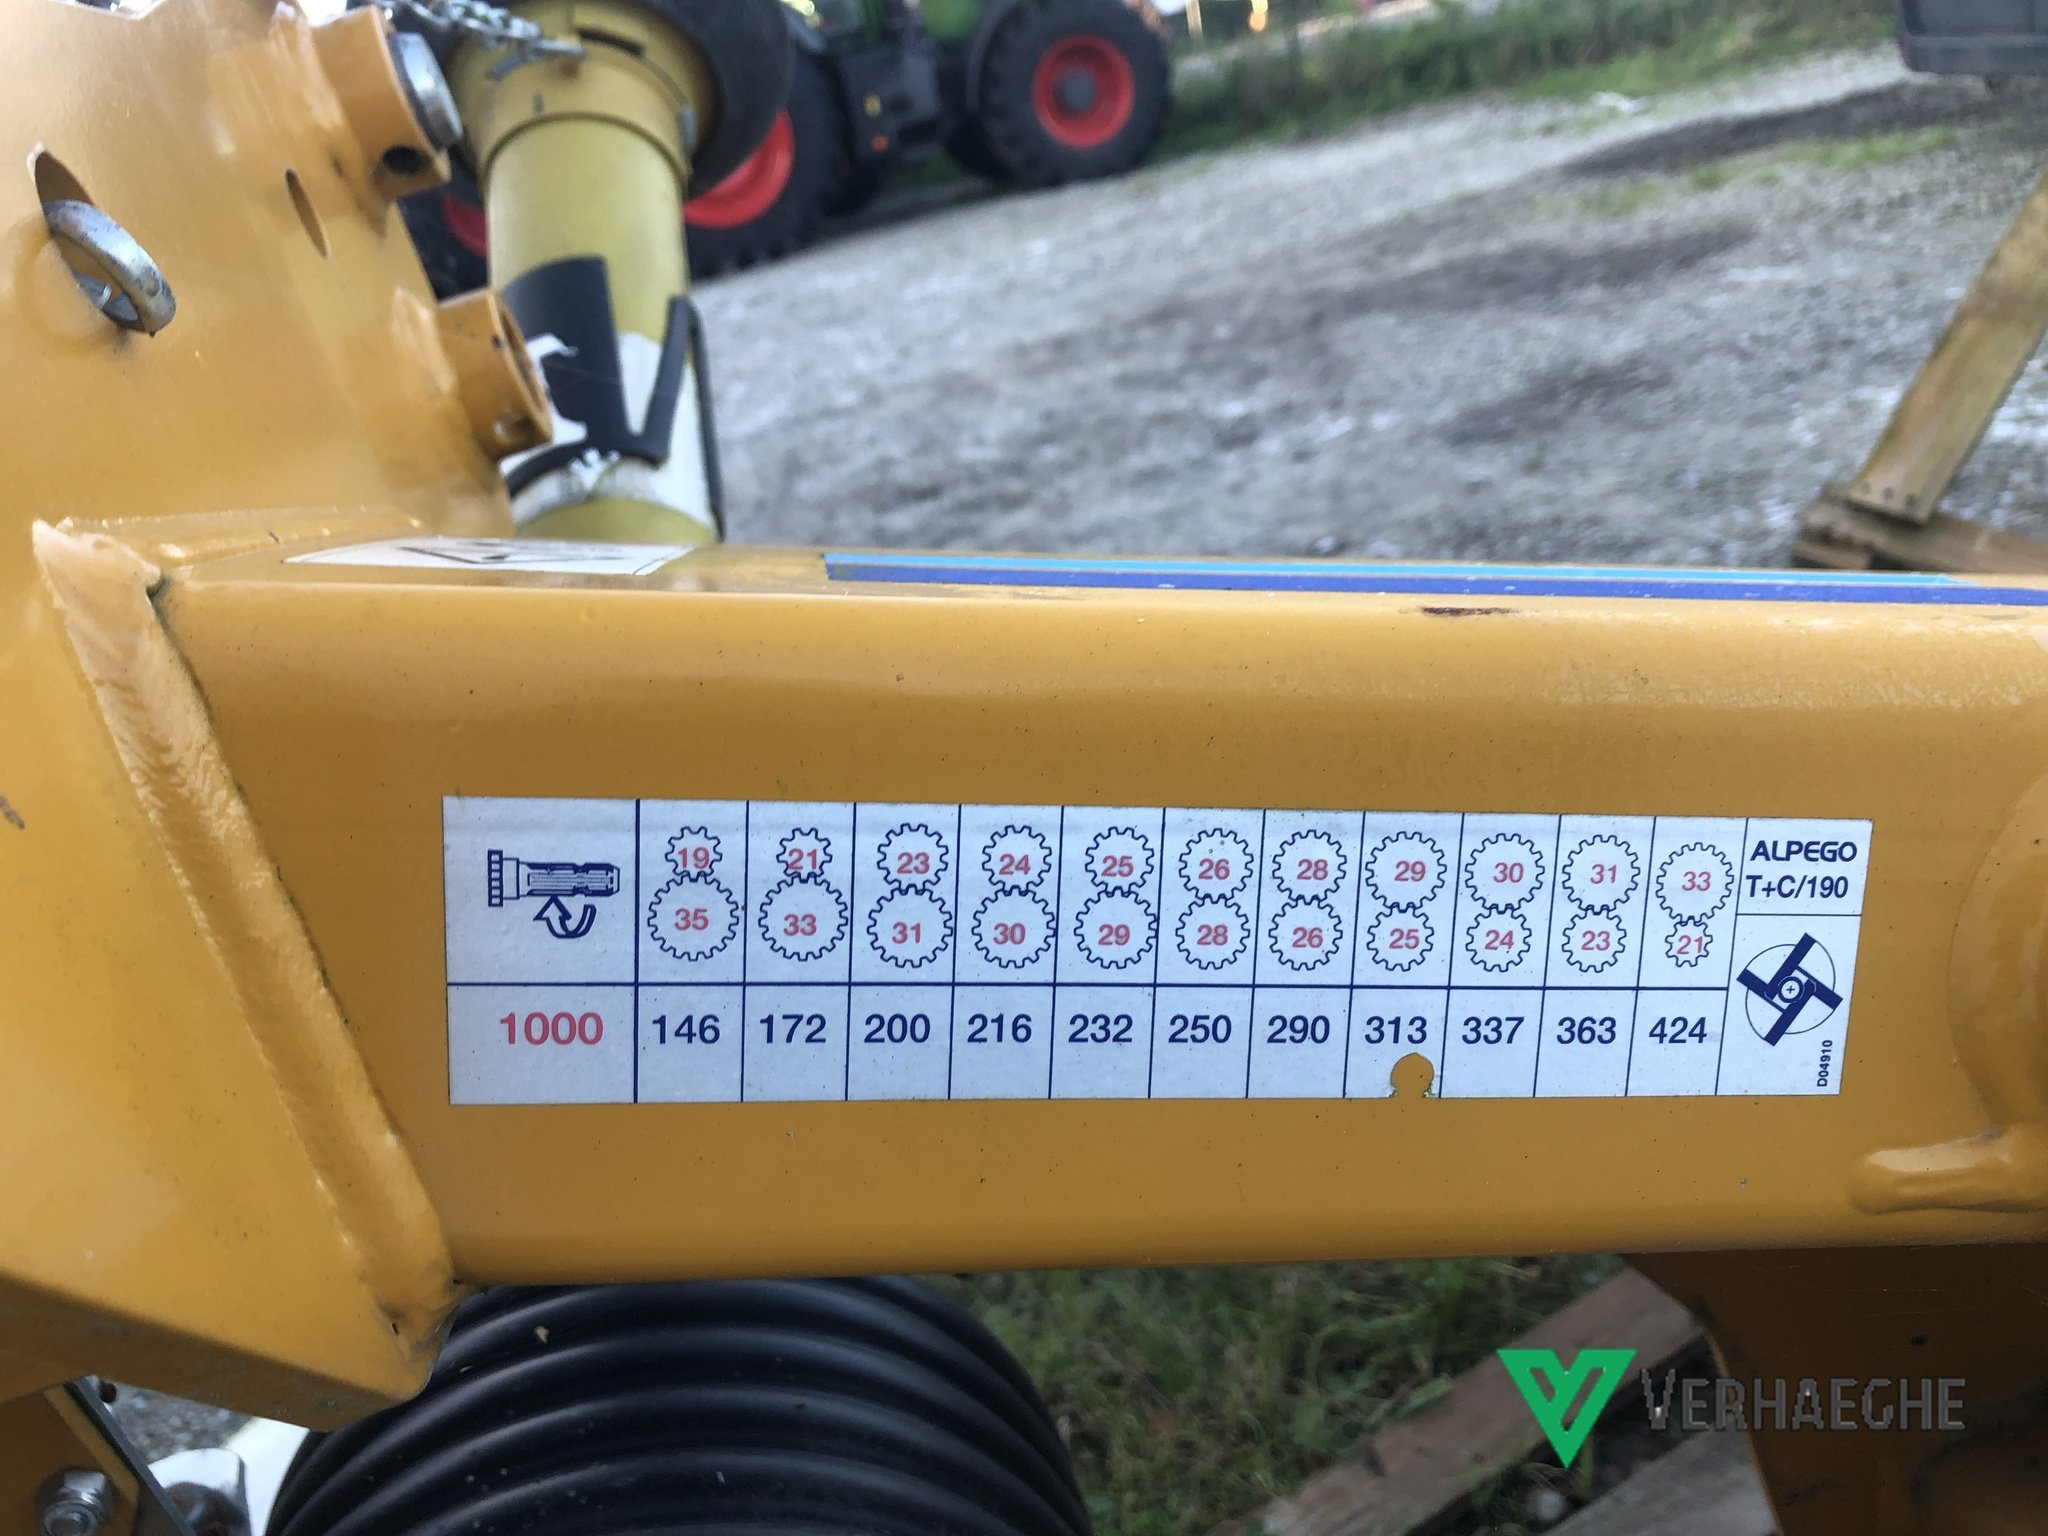 19 21 23 24 25 26 28 29 30 31 33
35 33 31 30 29 28 26 25 24 23 21
1000 146 172 200 216 232 250 290 313 337 363 424
ALPEGO
T+C/190
D04910
VERHAEGHE